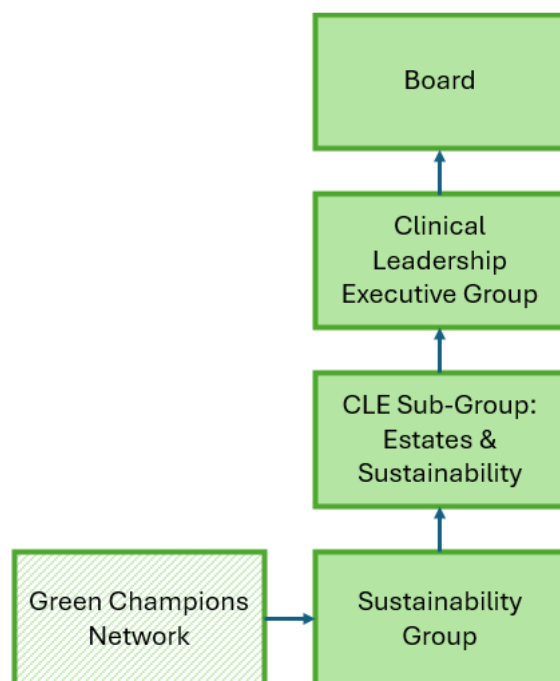 Board
Clinical
Leadership
Executive Group
CLE Sub-Group:
Estates &
Sustainability
Green Champions
Network
Sustainability
Group